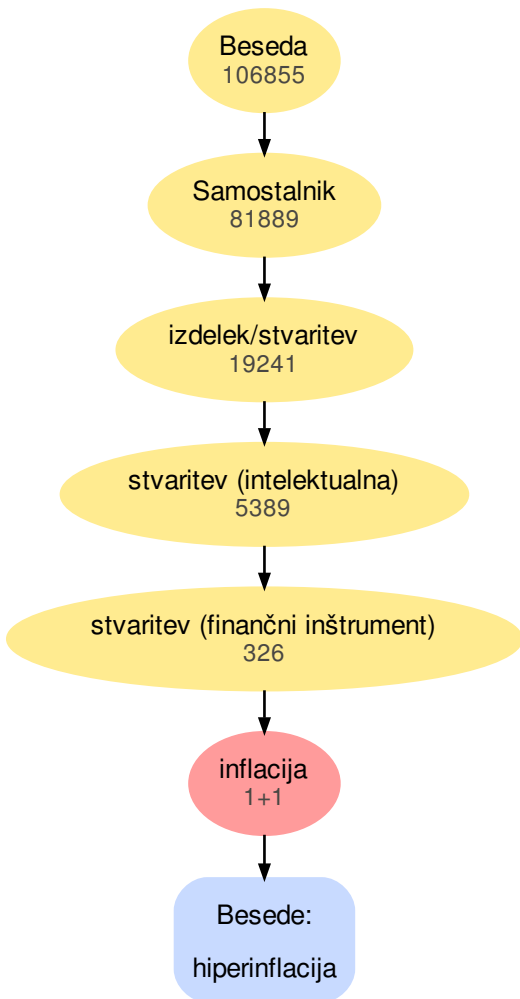 Beseda
106855
Samostalnik
81889
izdelek/stvaritev
19241
stvaritev (intelektualna)
5389
stvaritev (finančni inštrument)
326
inflacija
1+1
Besede:
hiperinflacija